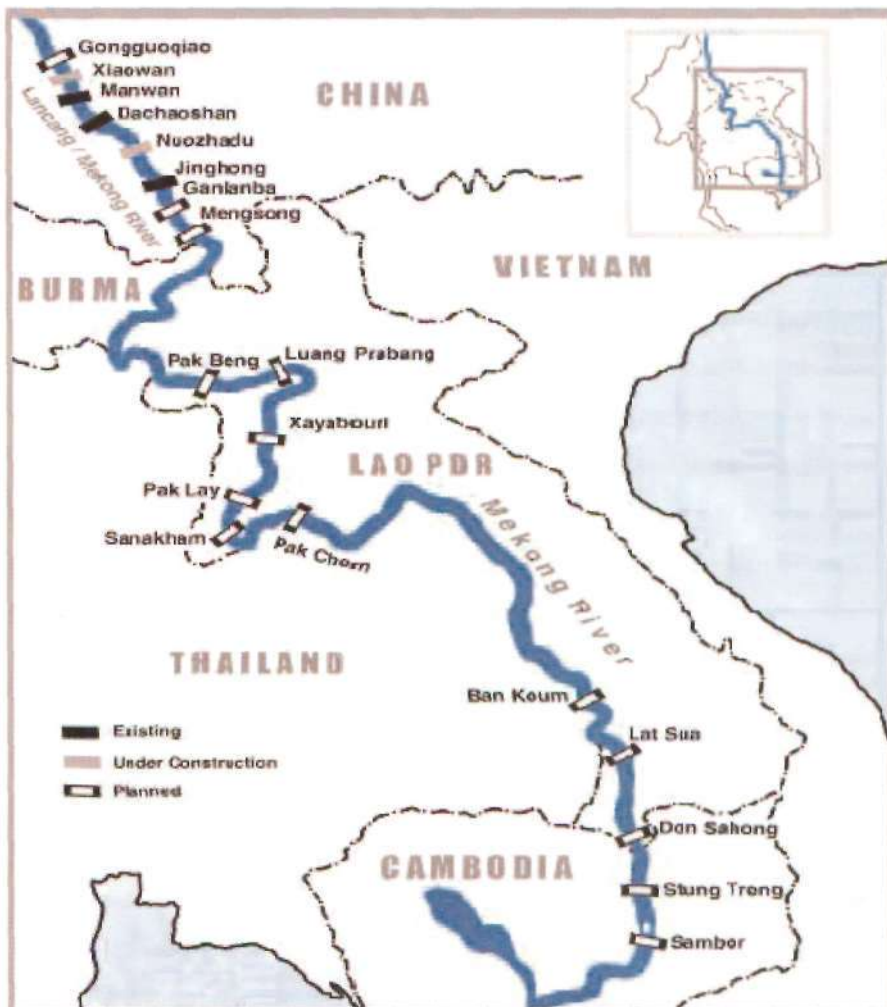 Gongguoqiao
Xiaowan
Manwan
Dachaoshan
Nuozhadu
Jinghong
Ganlanba
Mengsong
Lancang / Mekong River
CHINA
BURMA
VIETNAM
Pak Beng
Luang Prabang
Xayabouri
LAO PDR
Pak Lay
Sanakham
Pak Chom
Mekong River
THAILAND
Ban Koum
Lat Sua
Existing
Under Construction
Planned
Don Sahong
CAMBODIA
Stung Treng
Sambor